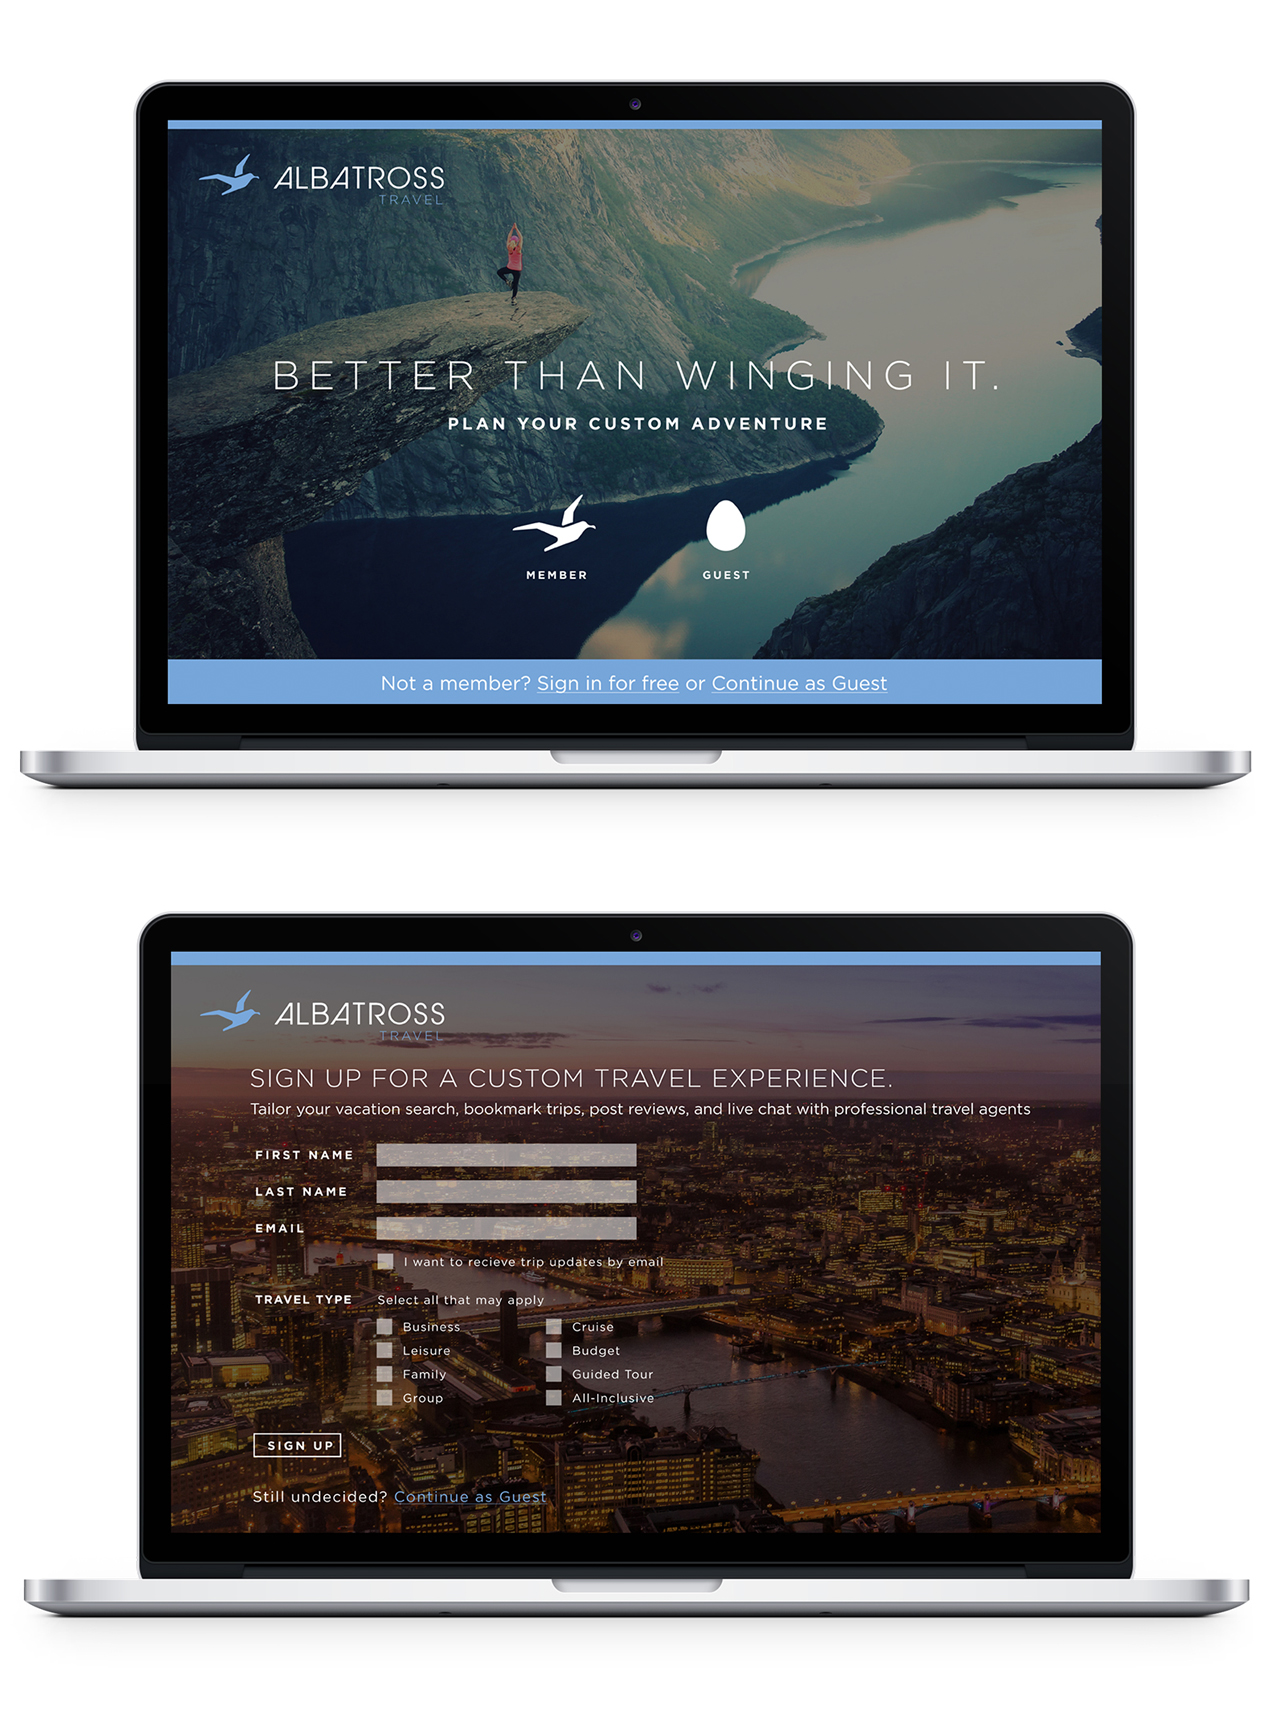 ALBATROSS
TRAVEL
BETTER THAN WINGING IT.
PLAN YOUR CUSTOM ADVENTURE
MEMBER
GUEST
Not a member? Sign in for free or Continue as Guest
ALBATROSS
TRAVEL
SIGN UP FOR A CUSTOM TRAVEL EXPERIENCE.
Tailor your vacation search, bookmark trips, post reviews, and live chat with professional travel agents
FIRST NAME
LAST NAME
EMAIL
I want to recieve trip updates by email
TRAVEL TYPE Select all that may apply
Business Cruise
Leisure Budget
Family Guided Tour
Group All-Inclusive
SIGN UP
Still undecided? Continue as Guest